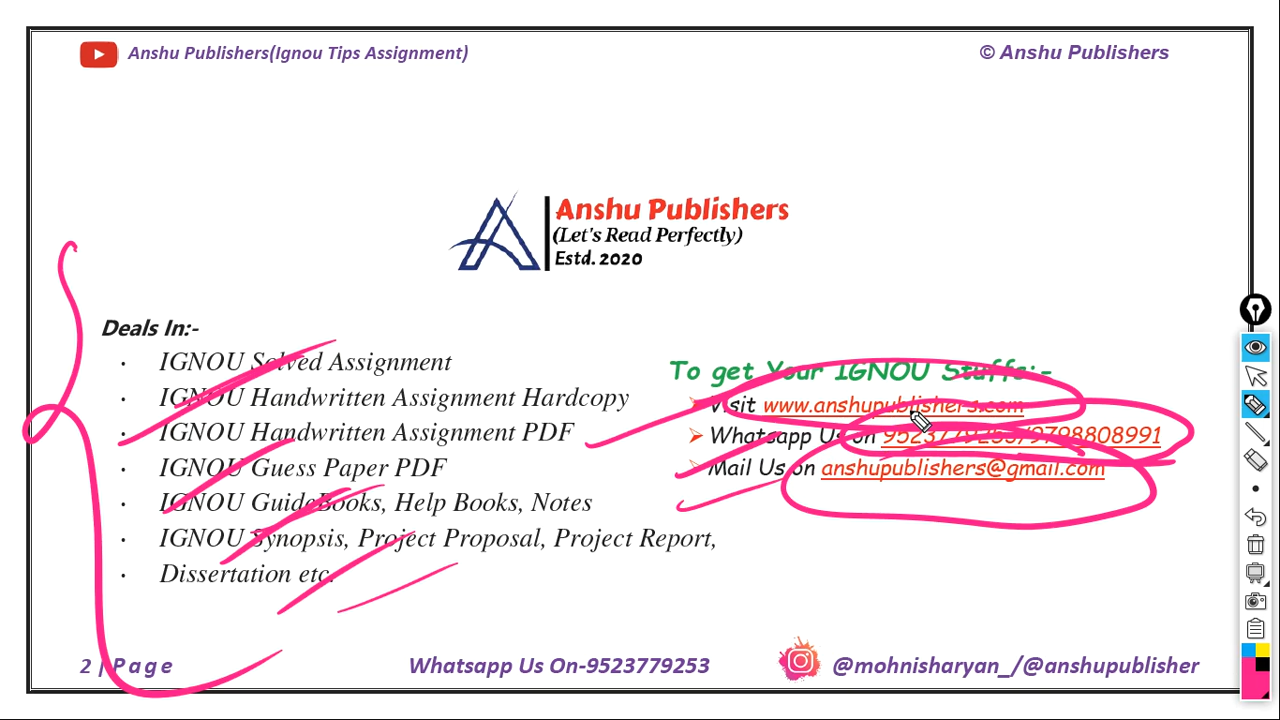 Anshu Publishers(Ignou Tips Assignment)
© Anshu Publishers
Anshu Publishers
(Let's Read Perfectly)
Estd. 2020
Deals In:-
· IGNOU Solved Assignment
· IGNOU Handwritten Assignment Hardcopy
· IGNOU Handwritten Assignment PDF
· IGNOU Guess Paper PDF
· IGNOU GuideBooks, Help Books, Notes
· IGNOU Synopsis, Project Proposal, Project Report,
· Dissertation etc.
To get Your IGNOU Stuffs:-
Visit www.anshupublishers.com
Whatsapp Us on 9523779253/9798808991
Mail Us on anshupublishers@gmail.com
2 | Page
Whatsapp Us On-9523779253
@mohnisharyan_/@anshupublisher